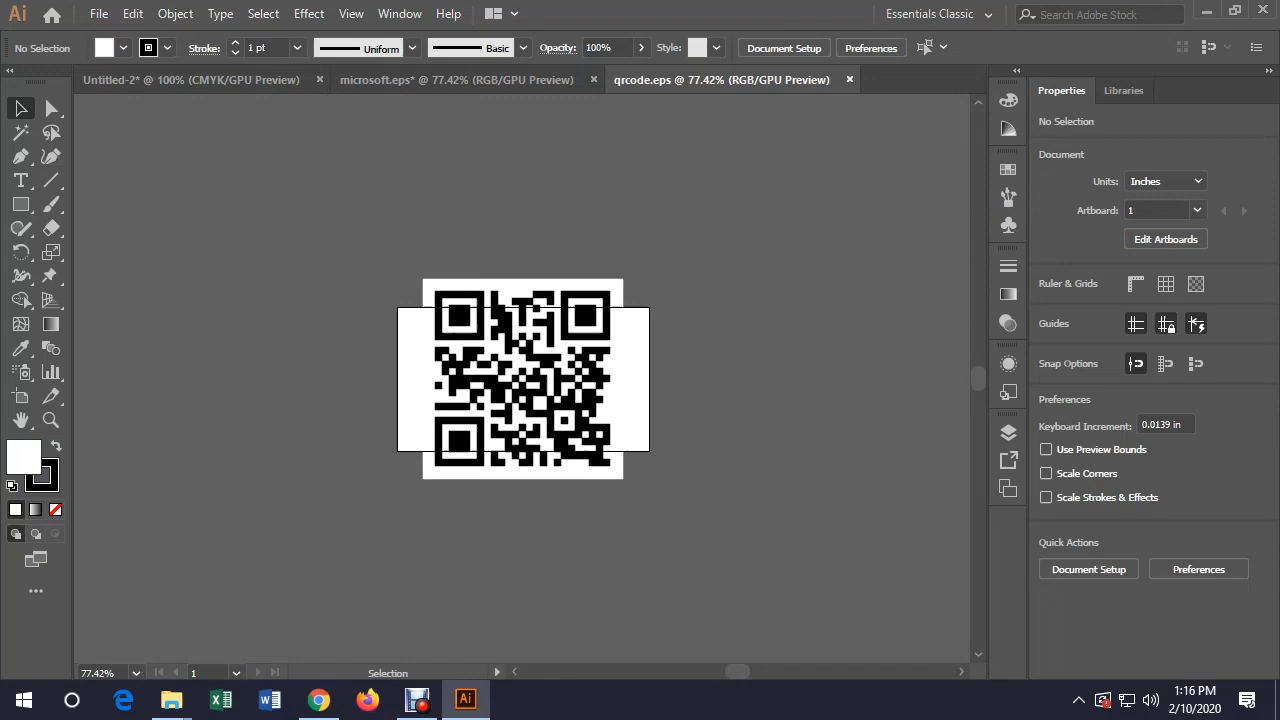 Ai File Edit Object Type Select Effect View Window Help Essentials Classic Search Adobe Stock
No Selection Stroke: 1 pt Uniform Basic Opacity: 100% Style: Document Setup Preferences
Untitled-2* @ 100% (CMYK/GPU Preview) microsoft.eps* @ 77.42% (RGB/GPU Preview) qrcode.eps @ 77.42% (RGB/GPU Preview)
Properties Libraries
No Selection
Document
Units: Inches
Artboard: 1
Edit Artboards
Ruler & Grids
Guides
Snap Options
Preferences
Keyboard Increment: 0.0139 in
Use Preview Bounds
Scale Corners
Scale Strokes & Effects
Quick Actions
Document Setup Preferences
77.42% 1 Selection
Ai 1:16 PM
2/10/2020